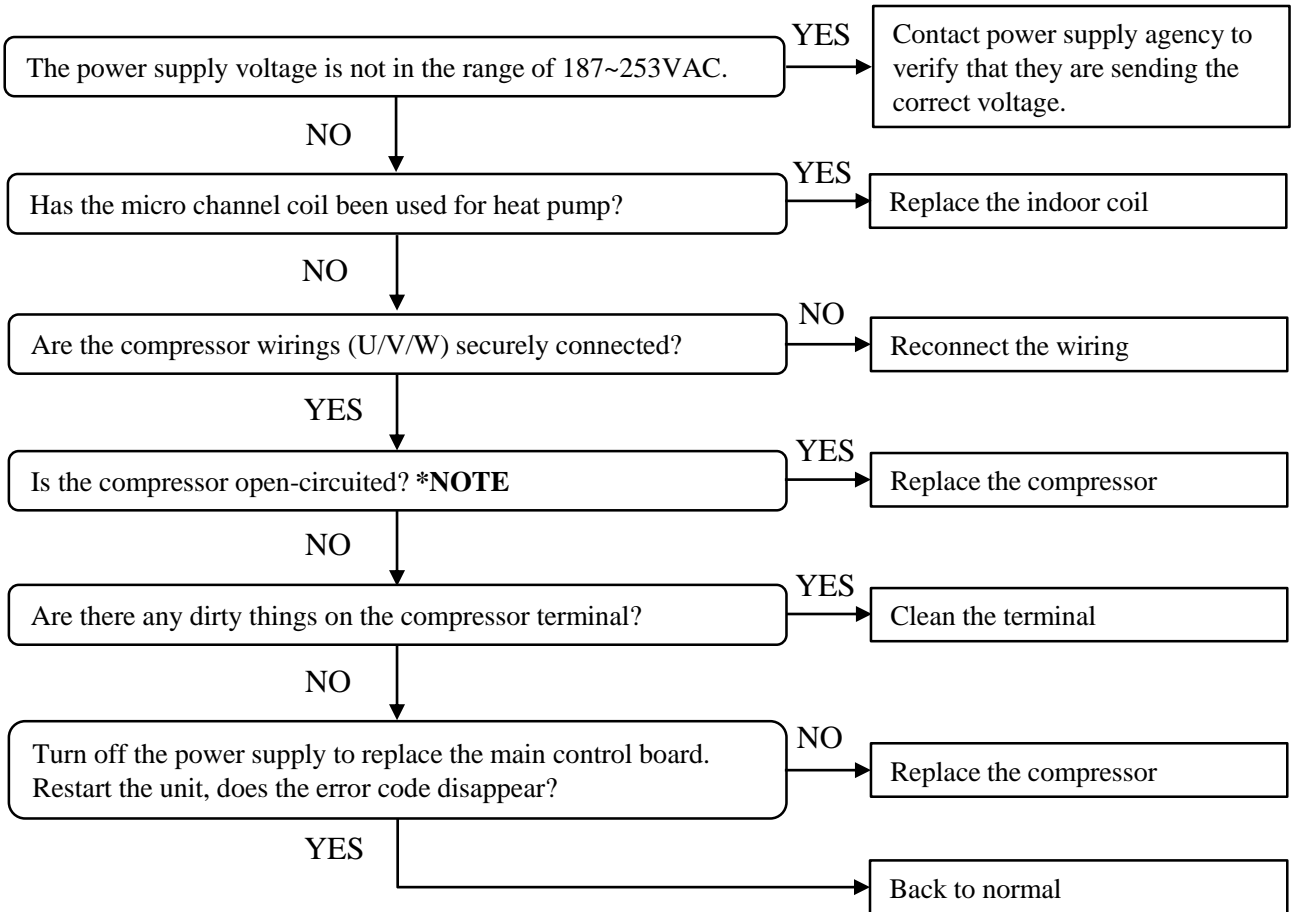 The power supply voltage is not in the range of 187~253VAC.
YES
Contact power supply agency to
verify that they are sending the
correct voltage.
NO
Has the micro channel coil been used for heat pump?
YES
Replace the indoor coil
NO
Are the compressor wirings (U/V/W) securely connected?
NO
Reconnect the wiring
YES
Is the compressor open-circuited? *NOTE
YES
Replace the compressor
NO
Are there any dirty things on the compressor terminal?
YES
Clean the terminal
NO
Turn off the power supply to replace the main control board.
Restart the unit, does the error code disappear?
NO
Replace the compressor
YES
Back to normal